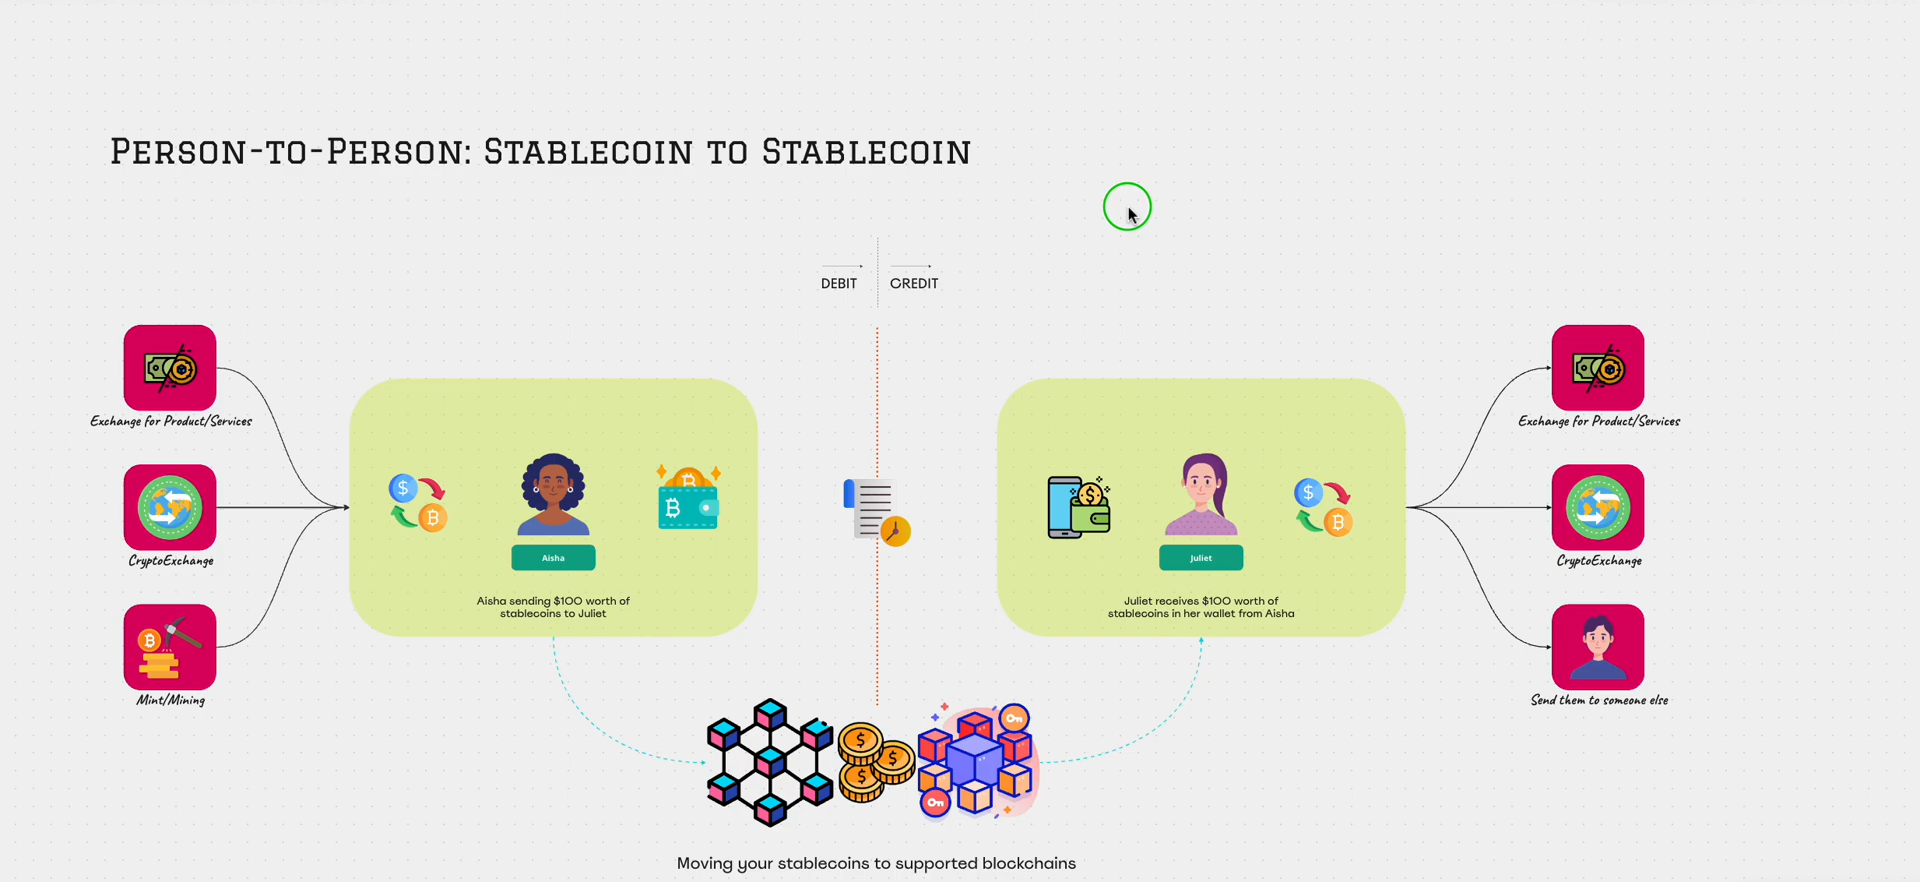 Person-to-Person: Stablecoin to Stablecoin
DEBIT
CREDIT
Exchange for Product/Services
CryptoExchange
Mint/Mining
Aisha
Aisha sending $100 worth of
stablecoins to Juliet
Juliet
Juliet receives $100 worth of
stablecoins in her wallet from Aisha
Exchange for Product/Services
CryptoExchange
Send them to someone else
Moving your stablecoins to supported blockchains